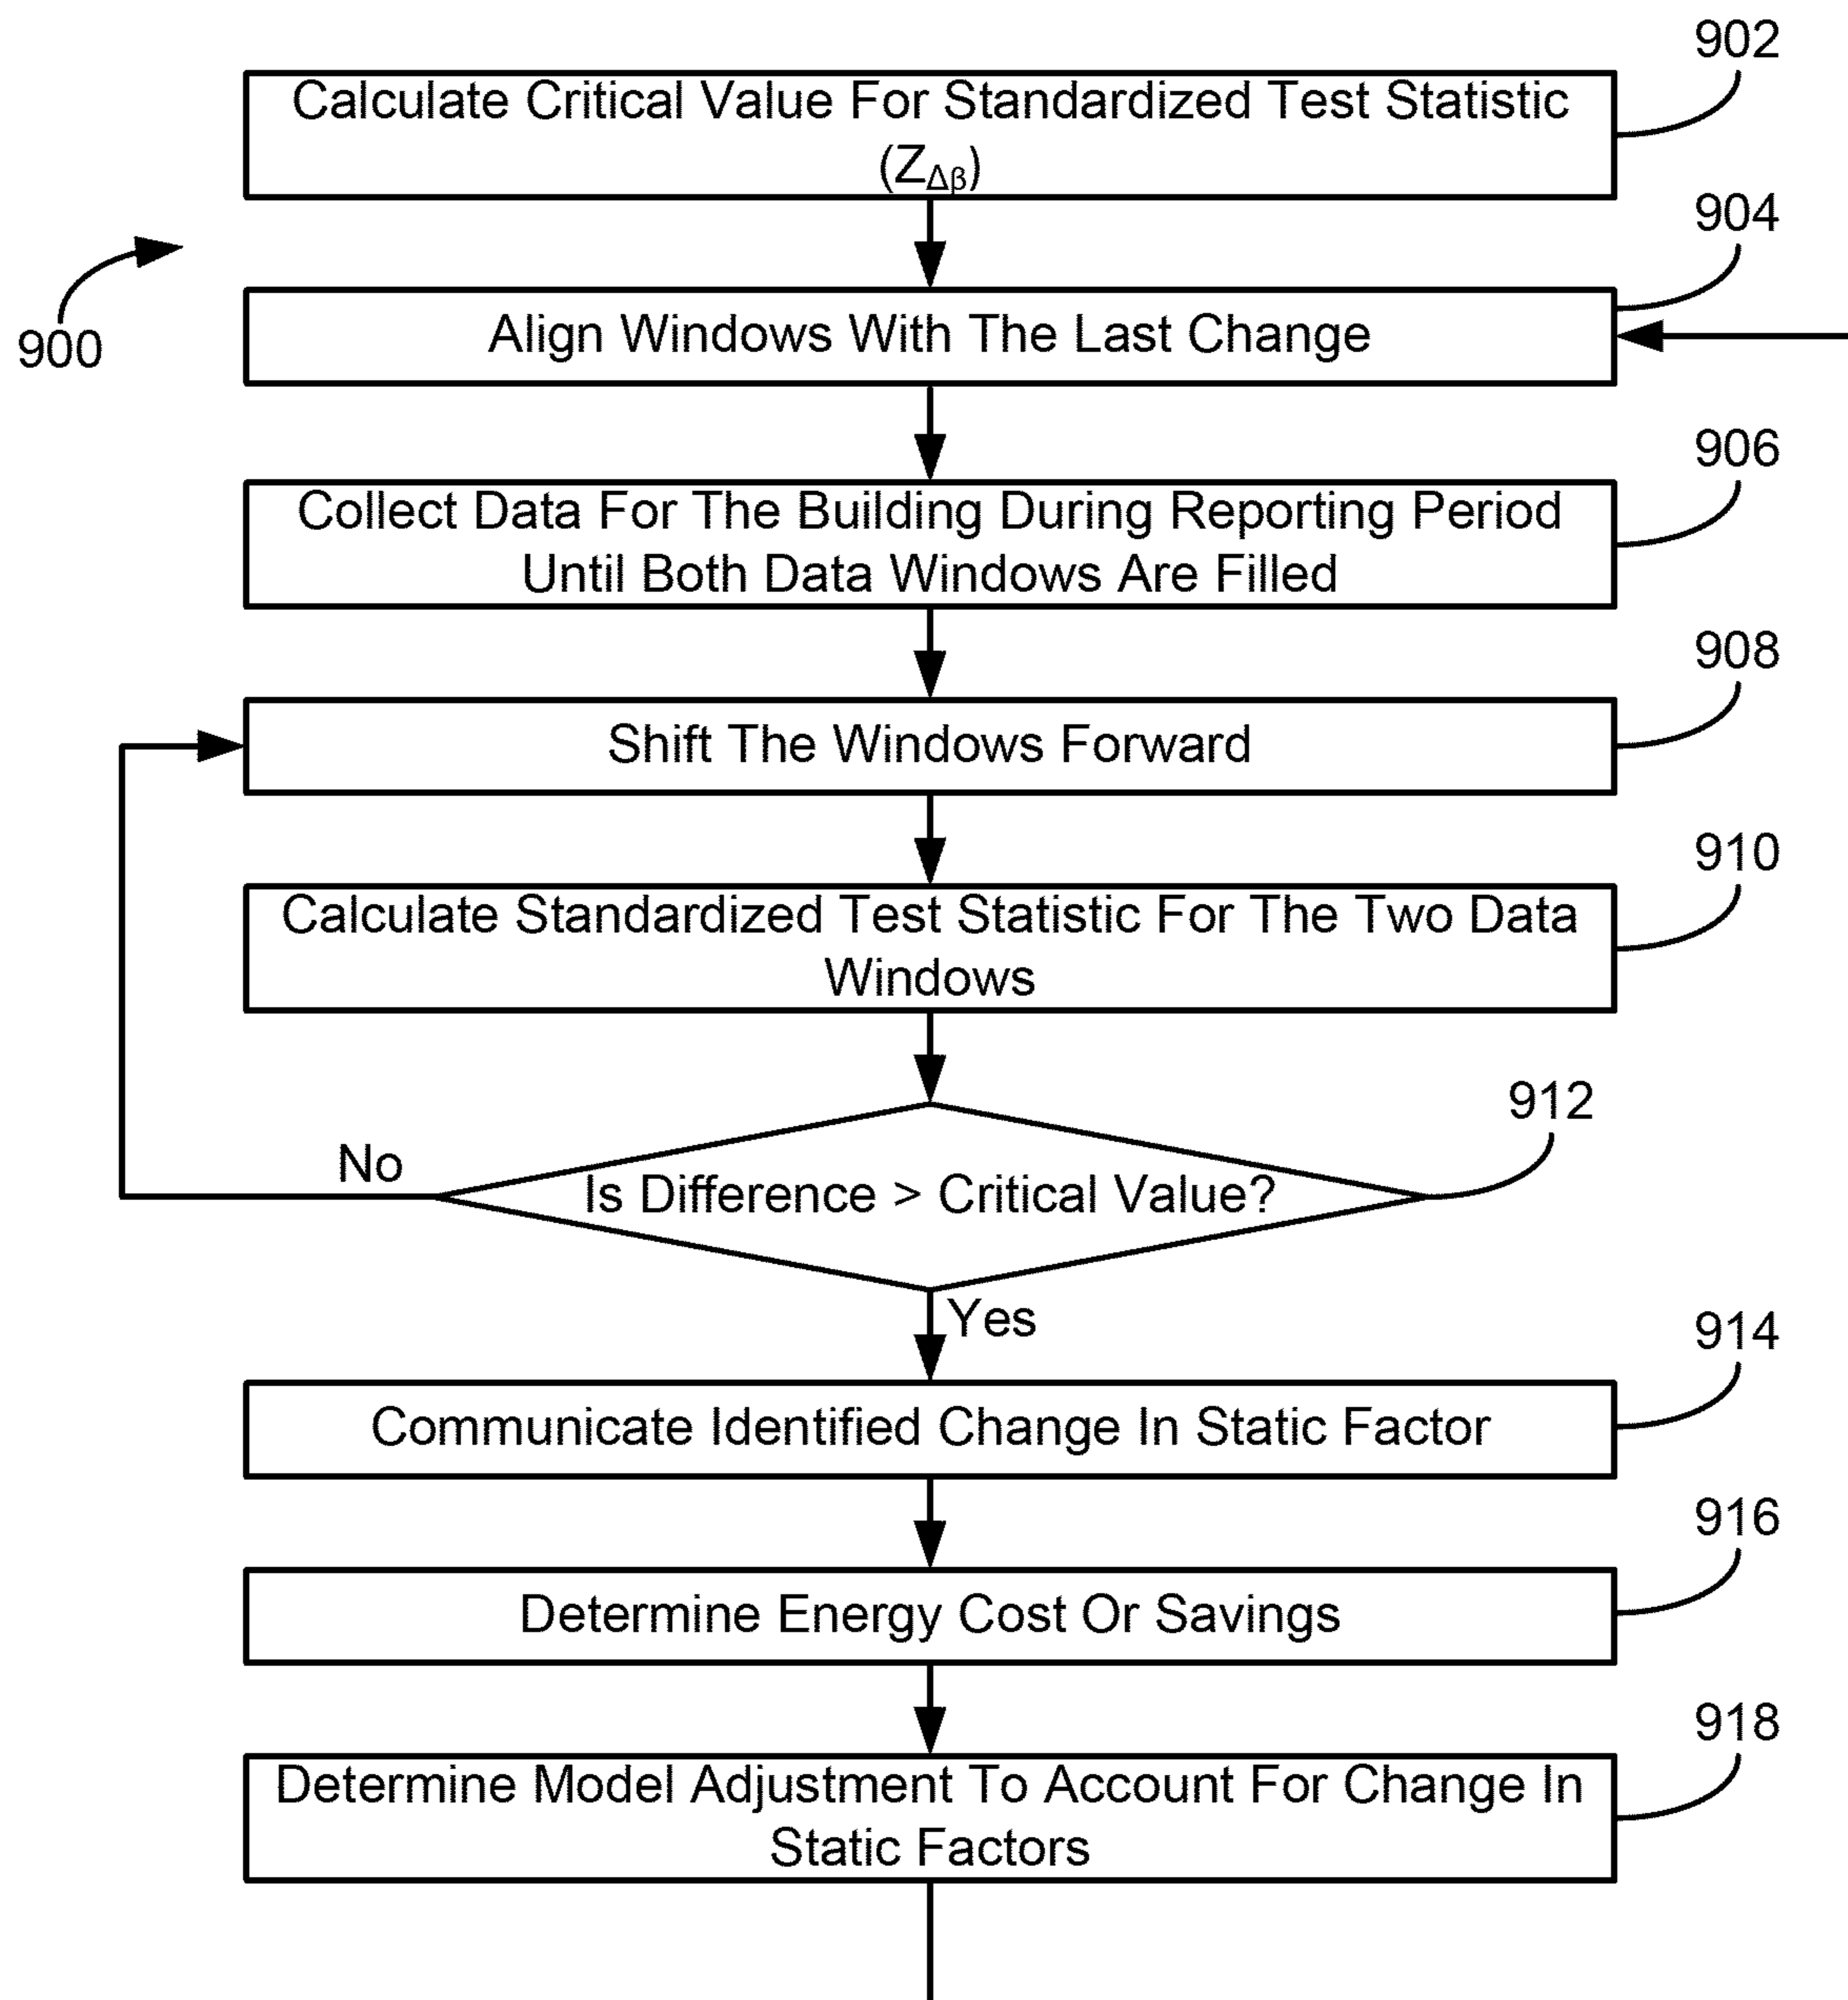 902
Calculate Critical Value For Standardized Test Statistic
(Z_Δβ)
904
900
Align Windows With The Last Change
906
Collect Data For The Building During Reporting Period
Until Both Data Windows Are Filled
908
Shift The Windows Forward
910
Calculate Standardized Test Statistic For The Two Data
Windows
912
No
Is Difference > Critical Value?
Yes
914
Communicate Identified Change In Static Factor
916
Determine Energy Cost Or Savings
918
Determine Model Adjustment To Account For Change In
Static Factors